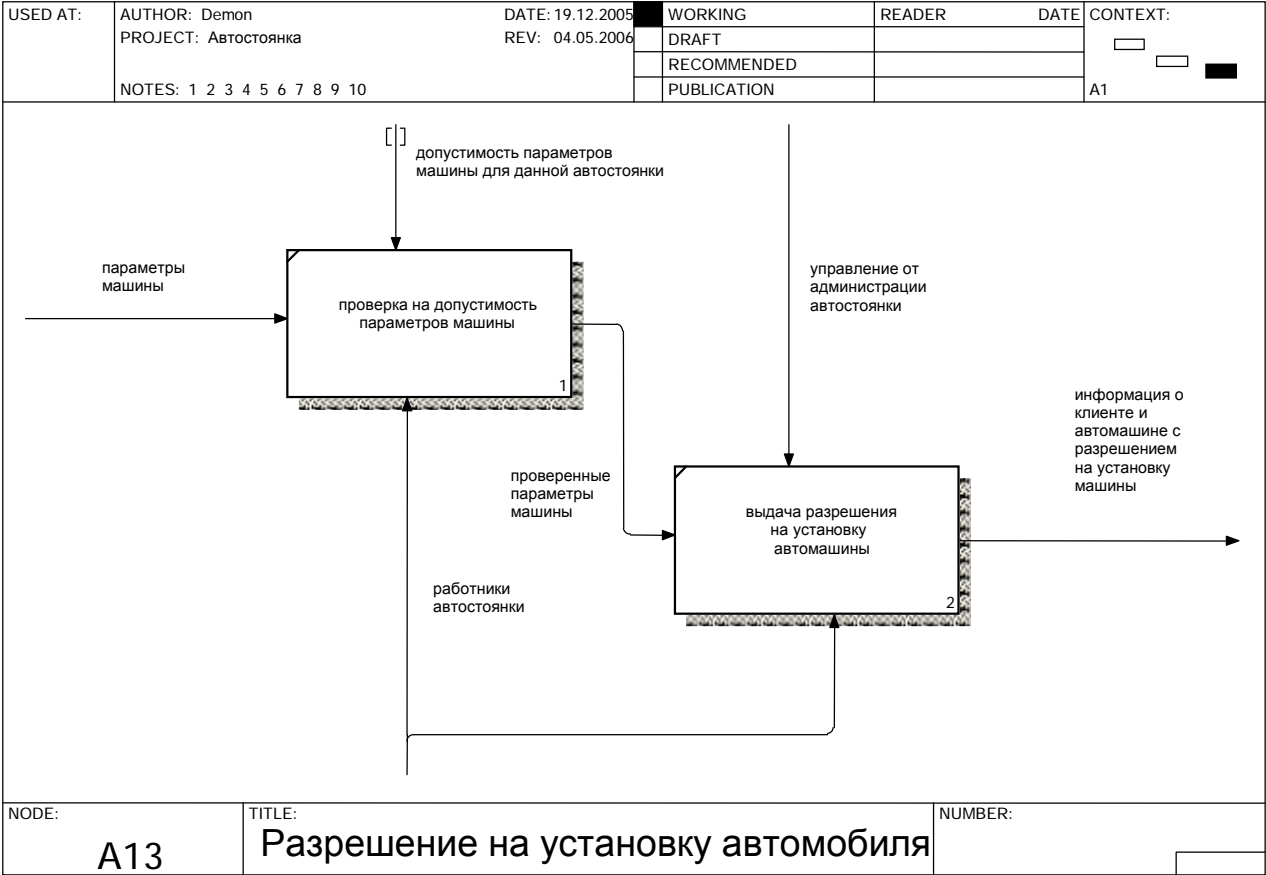 USED AT:
AUTHOR: Demon
DATE: 19.12.2005
PROJECT: Автостоянка
REV: 04.05.2006
NOTES: 1 2 3 4 5 6 7 8 9 10
WORKING
DRAFT
RECOMMENDED
PUBLICATION
READER
DATE
CONTEXT:
A1
допустимость параметров
машины для данной автостоянки
параметры
машины
проверка на допустимость
параметров машины
1
управление от
администрации
автостоянки
проверенные
параметры
машины
выдача разрешения
на установку
автомашины
2
информация о
клиенте и
автомашине с
разрешением
на установку
машины
работники
автостоянки
NODE:
A13
TITLE:
Разрешение на установку автомобиля
NUMBER: